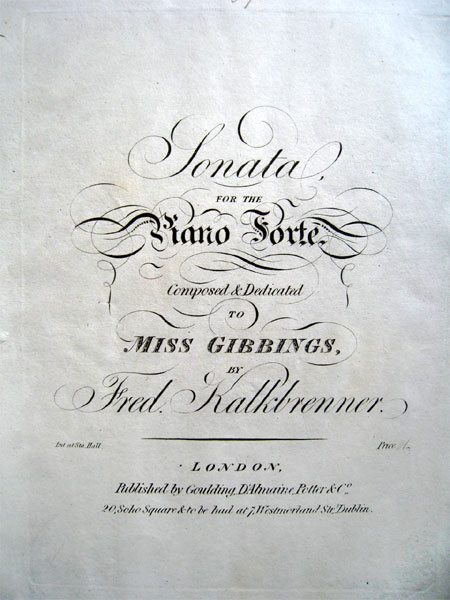 Sonata,
FOR THE
Piano Forte.
Composed & Dedicated
TO
MISS GIBBINGS,
BY
Fred. Kalkbrenner.
Ent at Sta. Hall
Price
LONDON,
Published by Goulding, D'Almaine, Potter & Co.
20, Soho Square & to be had at 7, Westmorland Str. Dublin.